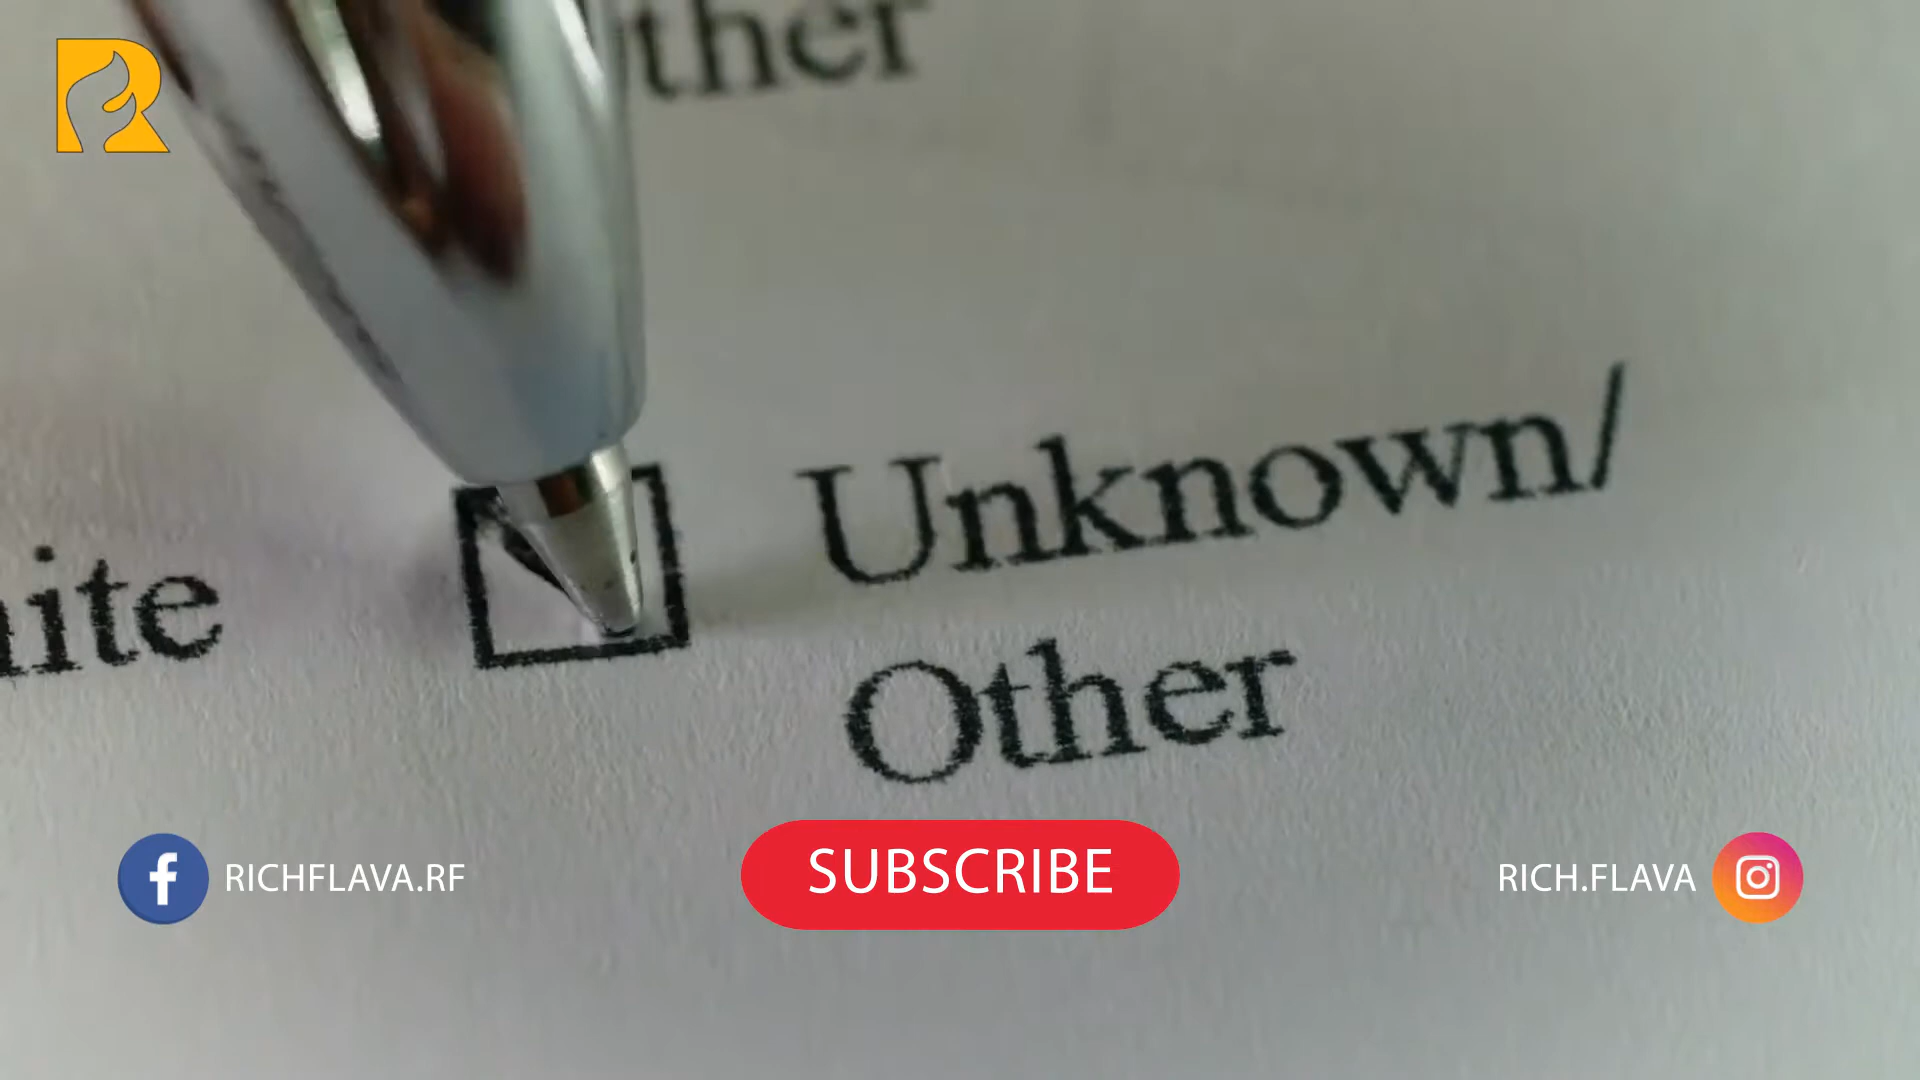 ther
Unknown/
ite
Other
RICHFLAVA.RF
SUBSCRIBE
RICH.FLAVA